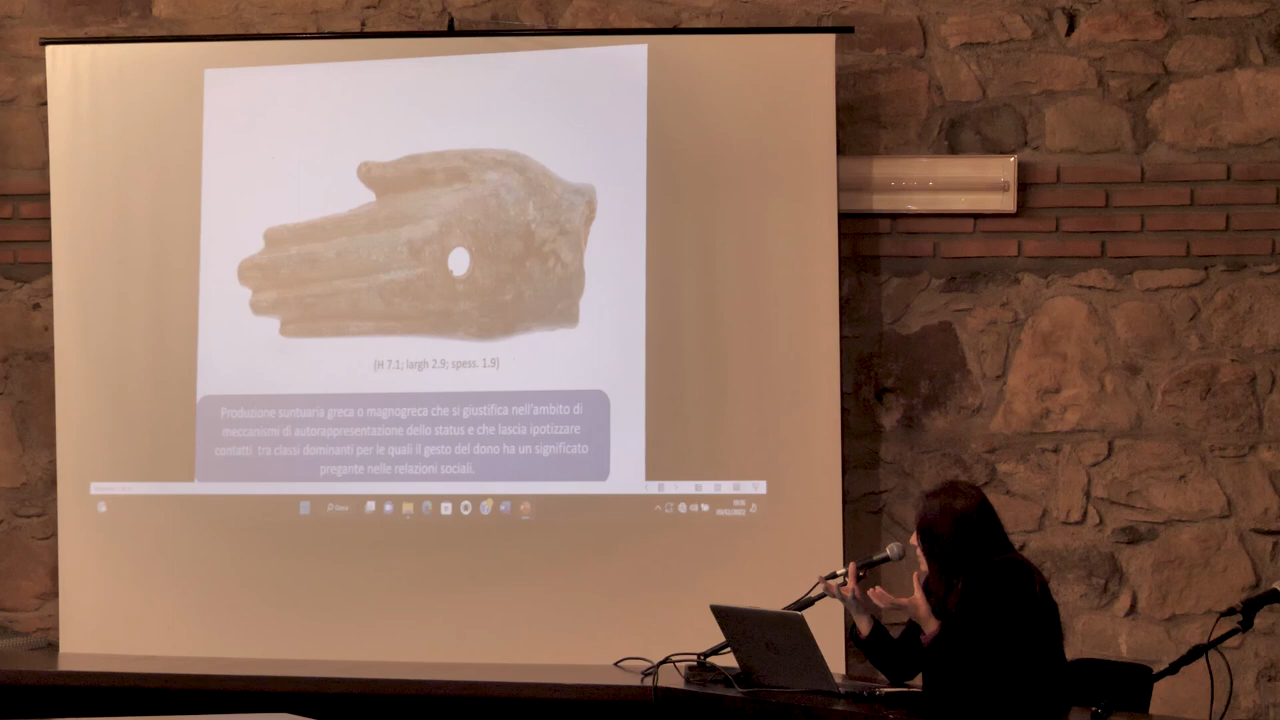 (H 7.1; largh 2.9; spess. 1.9)
Produzione suntuaria greca o magnogreca che si giustifica nell'ambito di
meccanismi di autorappresentazione dello status e che lascia ipotizzare
contatti tra classi dominanti per le quali il gesto del dono ha un significato
pregante nelle relazioni sociali.